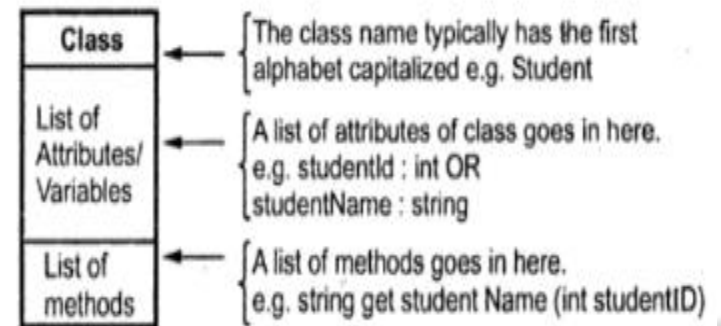 Class
The class name typically has the first
alphabet capitalized e.g. Student
List of
Attributes/
Variables
A list of attributes of class goes in here.
e.g. studentId : int OR
studentName : string
List of
methods
A list of methods goes in here.
e.g. string get student Name (int studentID)